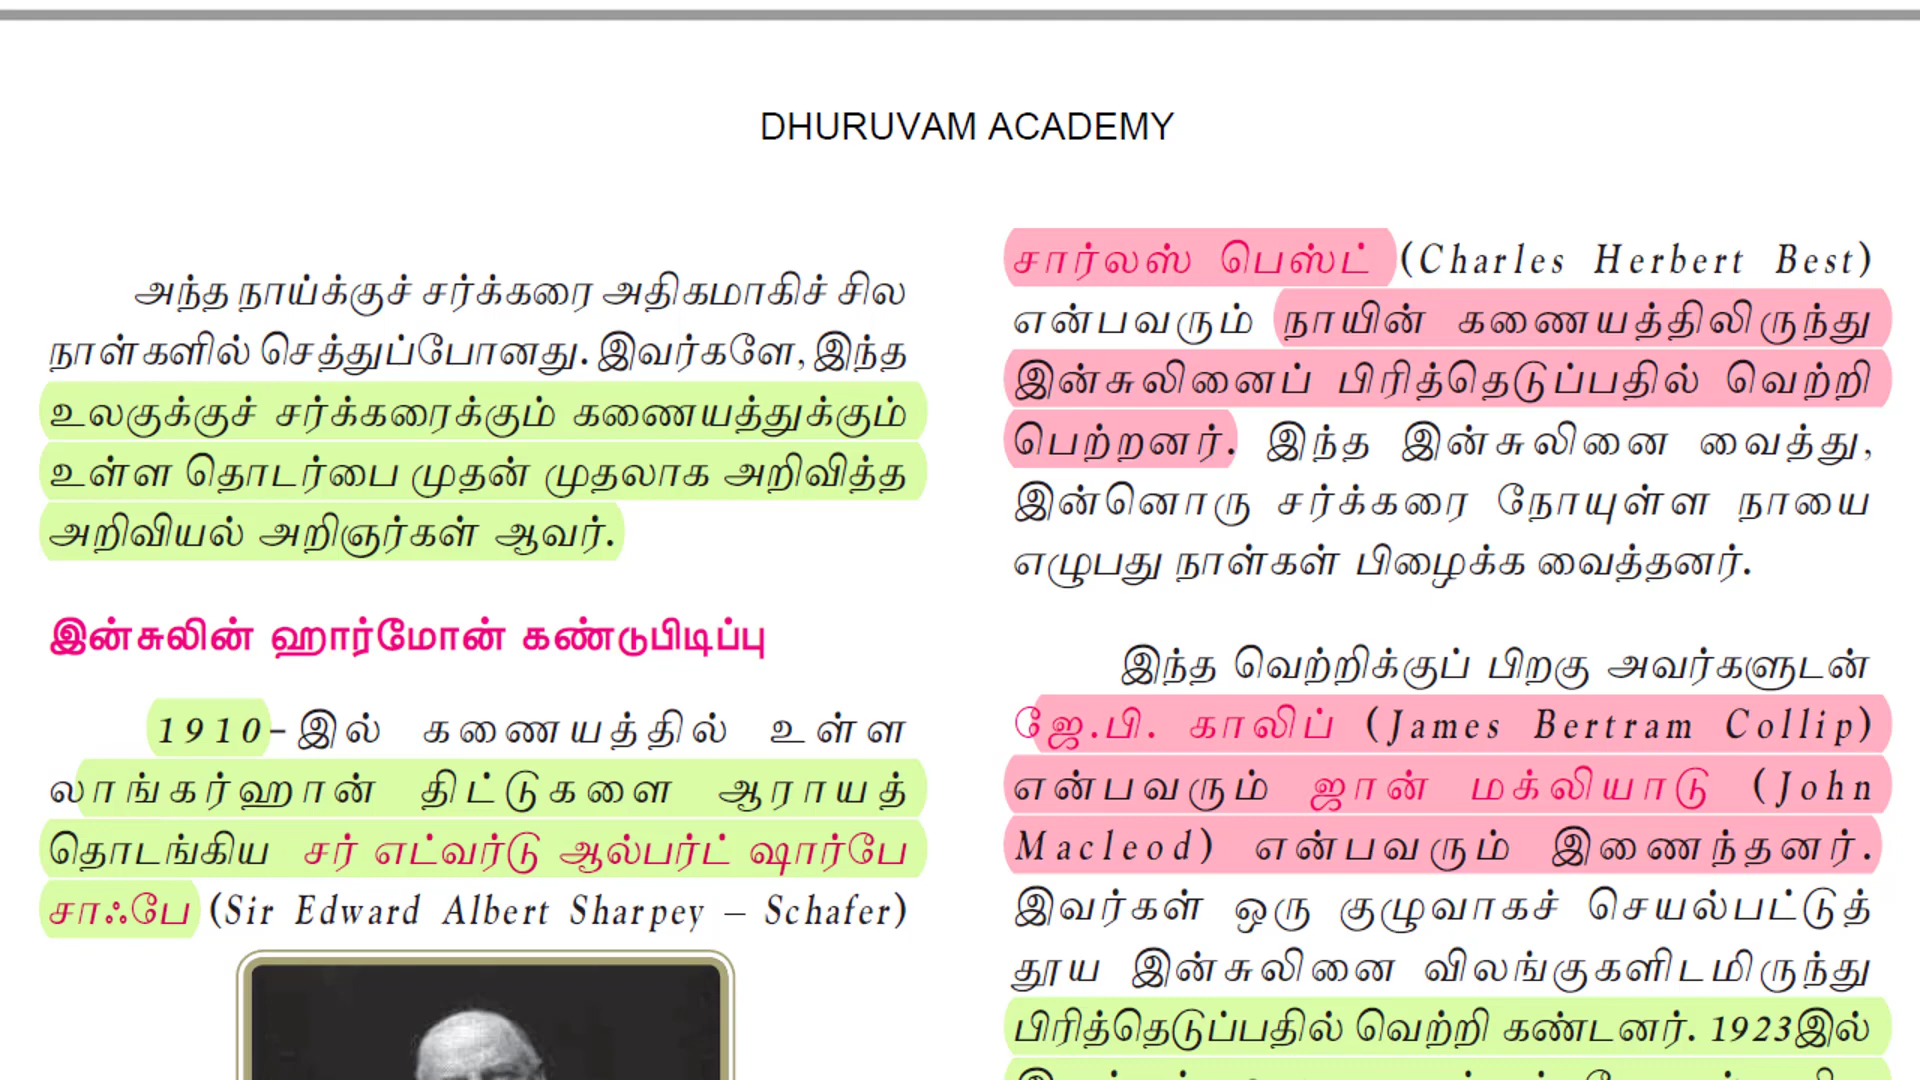 DHURUVAM ACADEMY
அந்த நாய்க்குச் சர்க்கரை அதிகமாகிச் சில
நாள்களில் செத்துப்போனது. இவர்களே, இந்த
உலகுக்குச் சர்க்கரைக்கும் கணையத்துக்கும்
உள்ள தொடர்பை முதன் முதலாக அறிவித்த
அறிவியல் அறிஞர்கள் ஆவர்.
இன்சுலின் ஹார்மோன் கண்டுபிடிப்பு
1910-இல் கணையத்தில் உள்ள
லாங்கர்ஹான் திட்டுகளை ஆராயத்
தொடங்கிய சர் எட்வர்டு ஆல்பர்ட் ஷார்பே
சாஃபே (Sir Edward Albert Sharpey – Schafer)
சார்லஸ் பெஸ்ட் (Charles Herbert Best)
என்பவரும் நாயின் கணையத்திலிருந்து
இன்சுலினைப் பிரித்தெடுப்பதில் வெற்றி
பெற்றனர். இந்த இன்சுலினை வைத்து,
இன்னொரு சர்க்கரை நோயுள்ள நாயை
எழுபது நாள்கள் பிழைக்க வைத்தனர்.
இந்த வெற்றிக்குப் பிறகு அவர்களுடன்
ஜே.பி. காலிப் (James Bertram Collip)
என்பவரும் ஜான் மக்லியாடு (John
Macleod) என்பவரும் இணைந்தனர்.
இவர்கள் ஒரு குழுவாகச் செயல்பட்டுத்
தூய இன்சுலினை விலங்குகளிடமிருந்து
பிரித்தெடுப்பதில் வெற்றி கண்டனர். 1923இல்